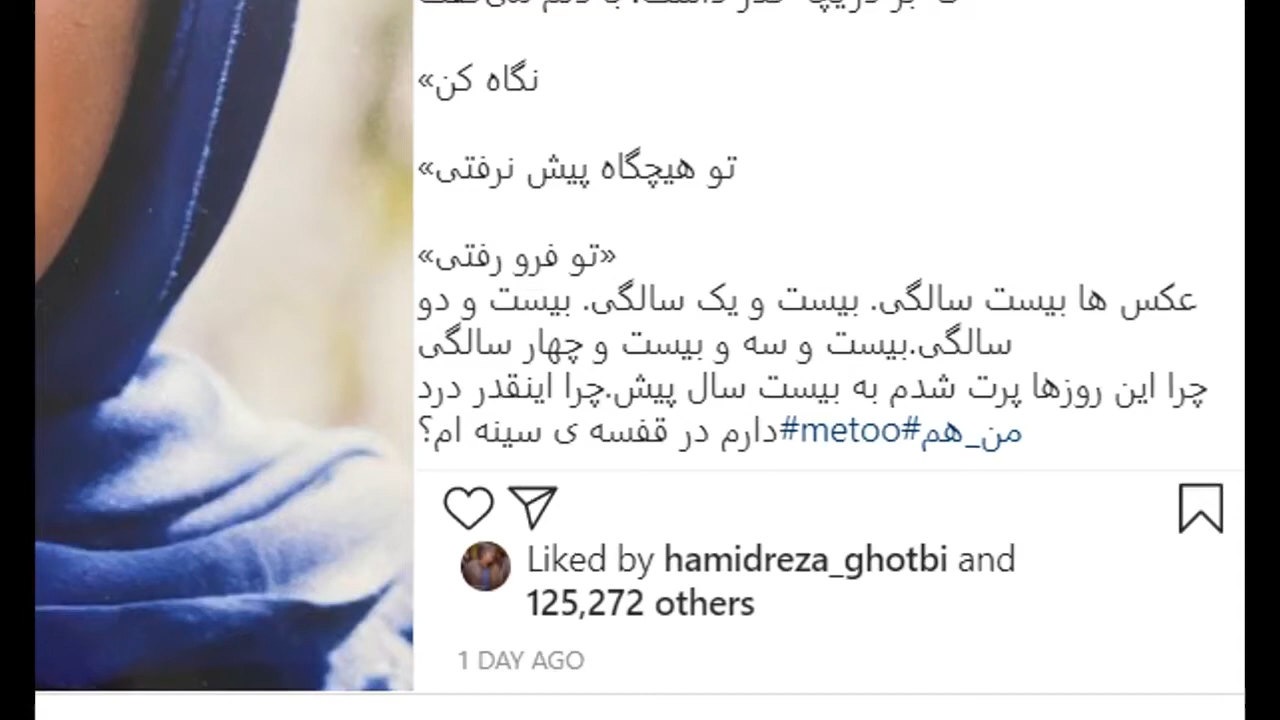 نگاه کن«
تو هیچگاه پیش نرفتی«
«تو فرو رفتی»
عکس ها بیست سالگی. بیست و یک سالگی. بیست و دو
سالگی.بیست و سه و بیست و چهار سالگی
چرا این روزها پرت شدم به بیست سال پیش.چرا اینقدر درد
دارم در قفسه ی سینه ام؟#metoo#من_هم
Liked by hamidreza_ghotbi and
125,272 others
1 DAY AGO